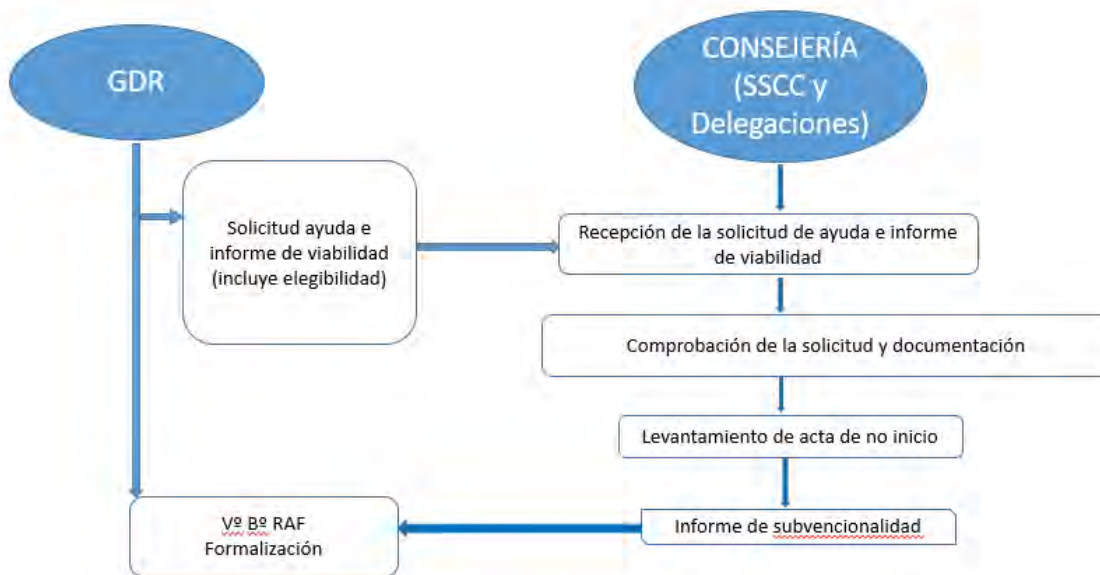 GDR
CONSEJERÍA
(SSCC y
Delegaciones)
Solicitud ayuda e
informe de viabilidad
(incluye elegibilidad)
Recepción de la solicitud de ayuda e informe
de viabilidad
Comprobación de la solicitud y documentación
Levantamiento de acta de no inicio
Informe de subvencionalidad
Vº Bº RAF
Formalización